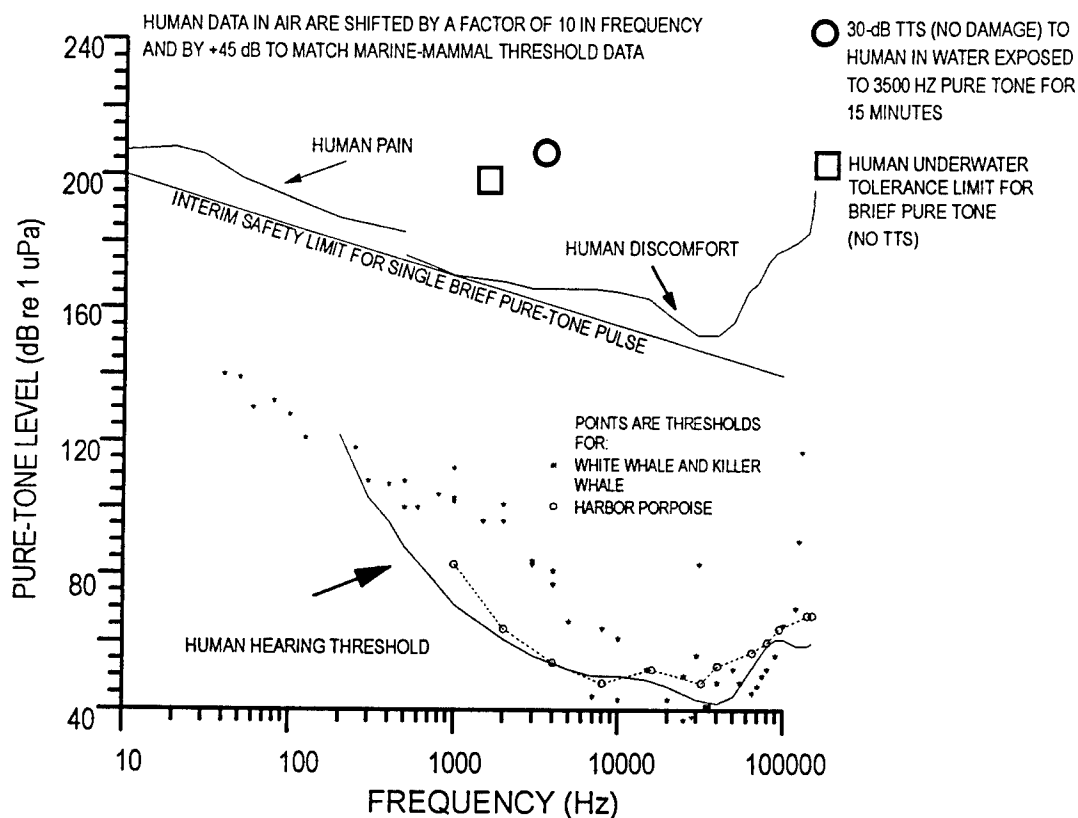 HUMAN DATA IN AIR ARE SHIFTED BY A FACTOR OF 10 IN FREQUENCY
AND BY +45 dB TO MATCH MARINE-MAMMAL THRESHOLD DATA
30-dB TTS (NO DAMAGE) TO
HUMAN IN WATER EXPOSED
TO 3500 HZ PURE TONE FOR
15 MINUTES
HUMAN UNDERWATER
TOLERANCE LIMIT FOR
BRIEF PURE TONE
(NO TTS)
HUMAN PAIN
INTERIM SAFETY LIMIT FOR SINGLE BRIEF PURE-TONE PULSE
HUMAN DISCOMFORT
POINTS ARE THRESHOLDS
FOR:
WHITE WHALE AND KILLER
WHALE
HARBOR PORPOISE
HUMAN HEARING THRESHOLD
PURE-TONE LEVEL (dB re 1 uPa)
240
200
160
120
80
40
10
100
1000
10000
100000
FREQUENCY (Hz)